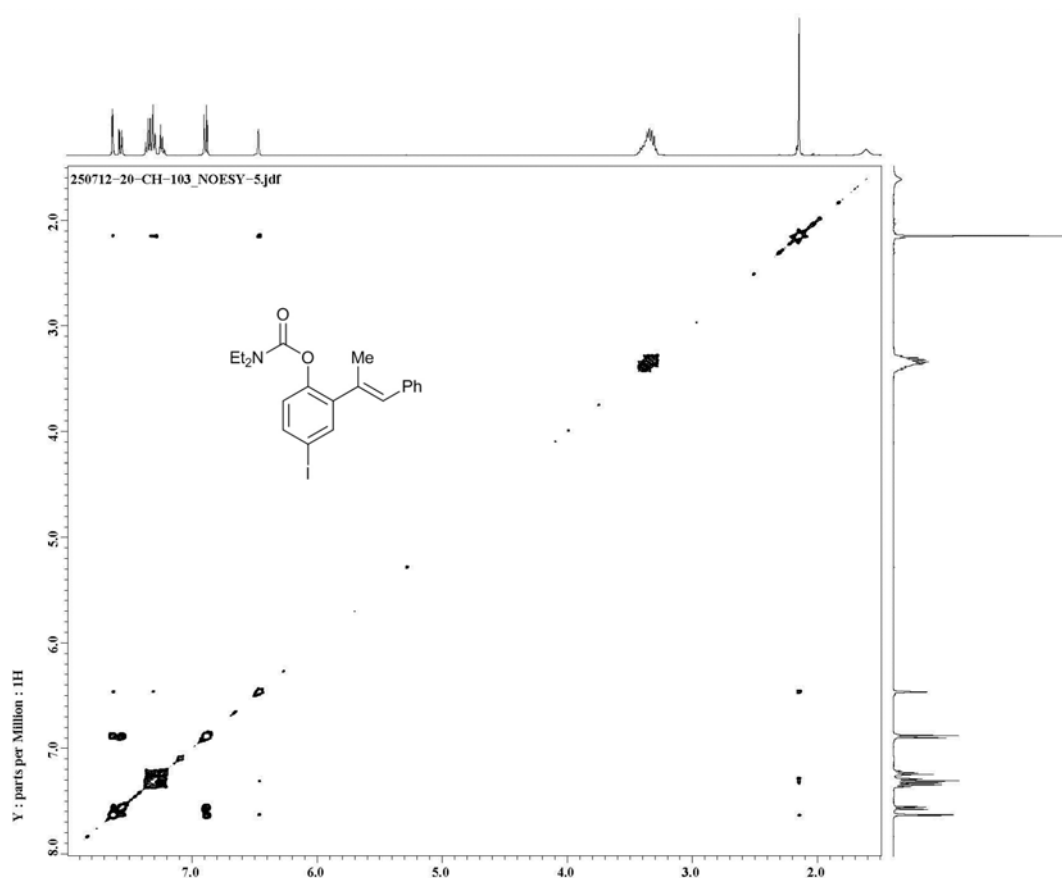 250712-20-CH-103_NOESY-5.jdf
2.0
3.0
4.0
5.0
6.0
7.0
8.0
Y : parts per Million : 1H
O
Et2N
O
Me
Ph
I
7.0 6.0 5.0 4.0 3.0 2.0